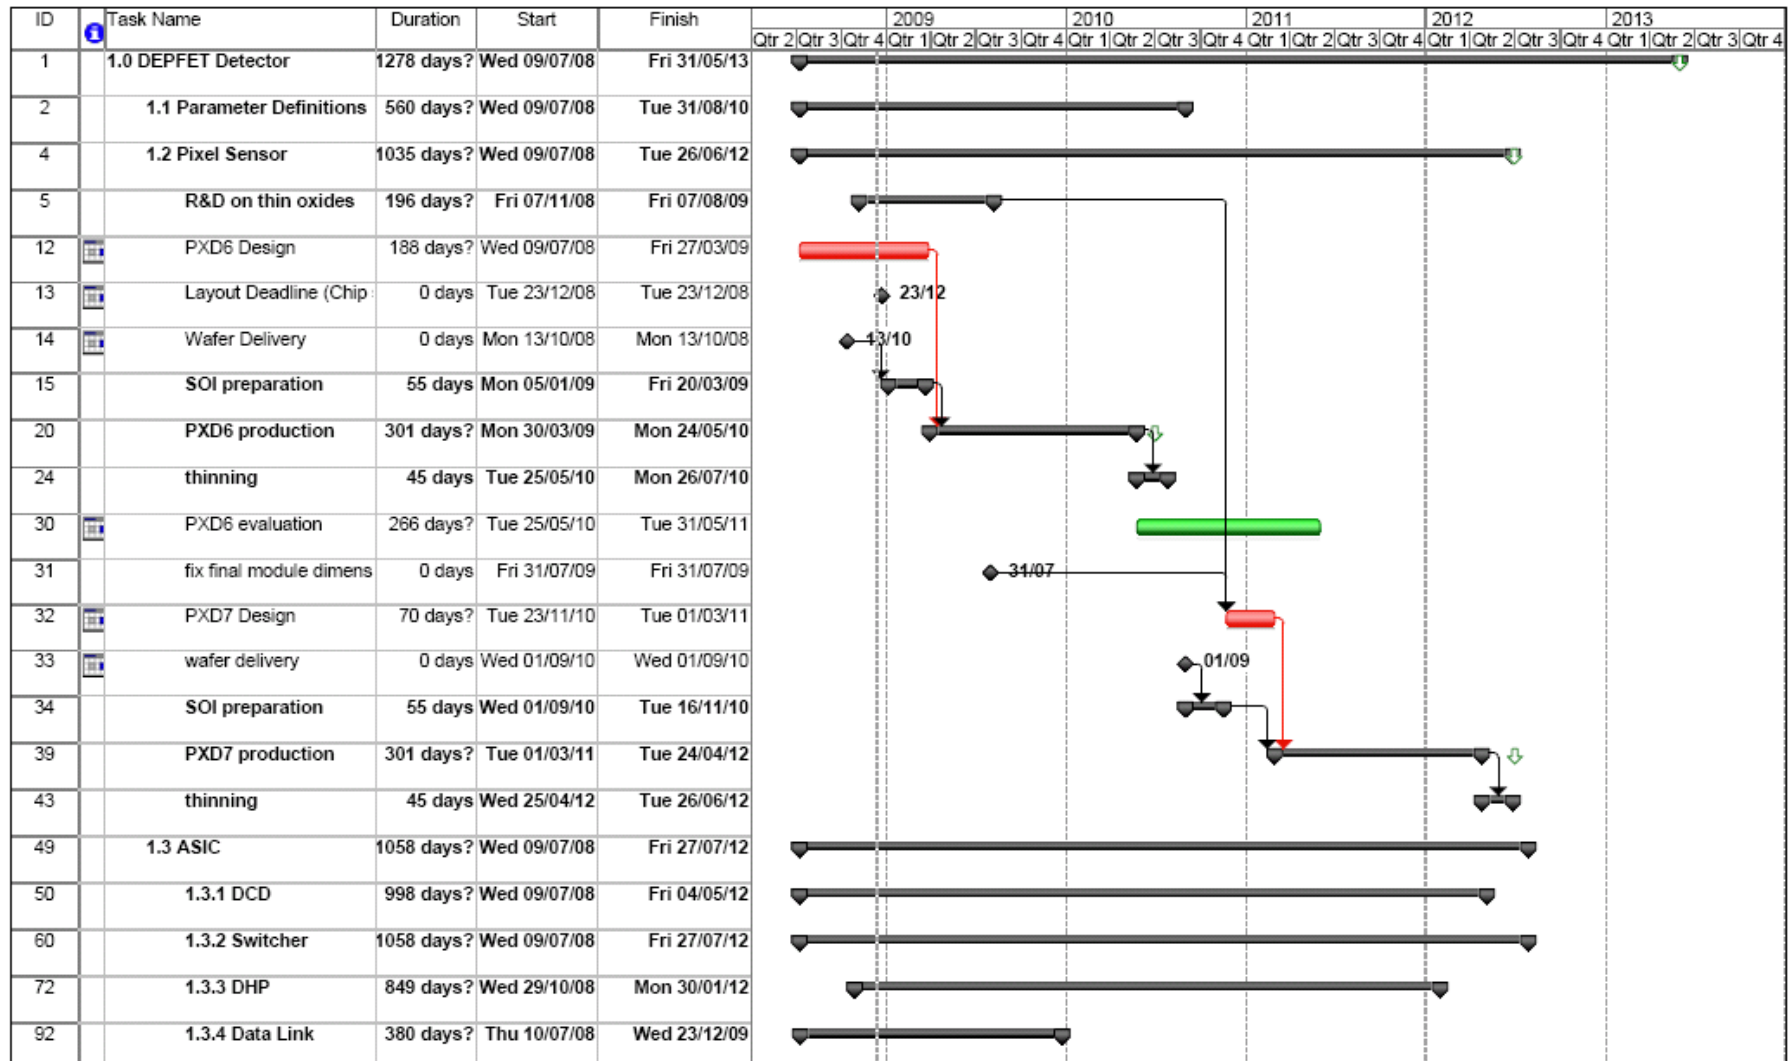 ID Task Name Duration Start Finish 2009 2010 2011 2012 2013
Qtr 2 Qtr 3 Qtr 4 Qtr 1 Qtr 2 Qtr 3 Qtr 4 Qtr 1 Qtr 2 Qtr 3 Qtr 4 Qtr 1 Qtr 2 Qtr 3 Qtr 4 Qtr 1 Qtr 2 Qtr 3 Qtr 4 Qtr 1 Qtr 2 Qtr 3 Qtr 4
1 1.0 DEPFET Detector 1278 days? Wed 09/07/08 Fri 31/05/13
2 1.1 Parameter Definitions 560 days? Wed 09/07/08 Tue 31/08/10
4 1.2 Pixel Sensor 1035 days? Wed 09/07/08 Tue 26/06/12
5 R&D on thin oxides 196 days? Fri 07/11/08 Fri 07/08/09
12 PXD6 Design 188 days? Wed 09/07/08 Fri 27/03/09
13 Layout Deadline (Chip 0 days Tue 23/12/08 Tue 23/12/08 23/12
14 Wafer Delivery 0 days Mon 13/10/08 Mon 13/10/08 13/10
15 SOI preparation 55 days Mon 05/01/09 Fri 20/03/09
20 PXD6 production 301 days? Mon 30/03/09 Mon 24/05/10
24 thinning 45 days Tue 25/05/10 Mon 26/07/10
30 PXD6 evaluation 266 days? Tue 25/05/10 Tue 31/05/11
31 fix final module dimens 0 days Fri 31/07/09 Fri 31/07/09 31/07
32 PXD7 Design 70 days? Tue 23/11/10 Tue 01/03/11
33 wafer delivery 0 days Wed 01/09/10 Wed 01/09/10 01/09
34 SOI preparation 55 days Wed 01/09/10 Tue 16/11/10
39 PXD7 production 301 days? Tue 01/03/11 Tue 24/04/12
43 thinning 45 days Wed 25/04/12 Tue 26/06/12
49 1.3 ASIC 1058 days? Wed 09/07/08 Fri 27/07/12
50 1.3.1 DCD 998 days? Wed 09/07/08 Fri 04/05/12
60 1.3.2 Switcher 1058 days? Wed 09/07/08 Fri 27/07/12
72 1.3.3 DHP 849 days? Wed 29/10/08 Mon 30/01/12
92 1.3.4 Data Link 380 days? Thu 10/07/08 Wed 23/12/09